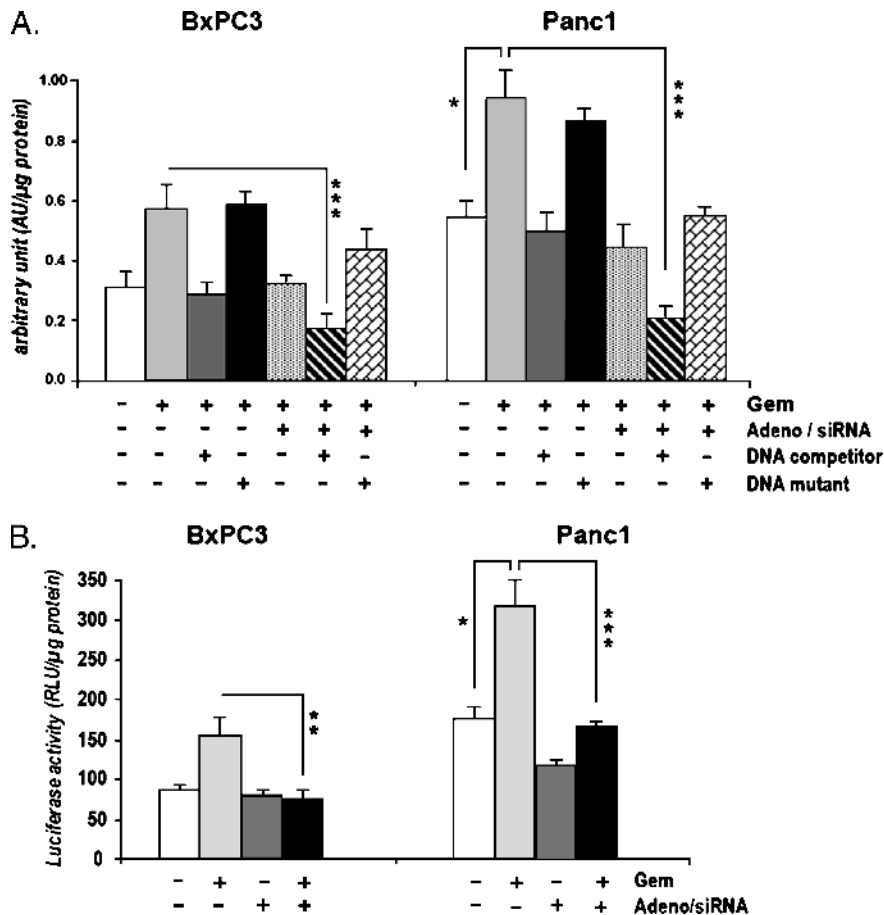 A.
BxPC3 Panc1
arbitrary unit (AU/µg protein)
1.00
0.8
0.6
0.4
0.2
0.0
*** * ***
- + + + + + + - + + + + + + Gem
- - - - + + + - - - - + + + Adeno / siRNA
- - + - - + - - - + - - + - DNA competitor
- - - + - - + - - - + - - + DNA mutant
B.
BxPC3 Panc1
Luciferase activity (RLU/µg protein)
350
300
250
200
150
100
50
0
** * ***
- + - + - + - + Gem
- - + + - - + + Adeno/siRNA